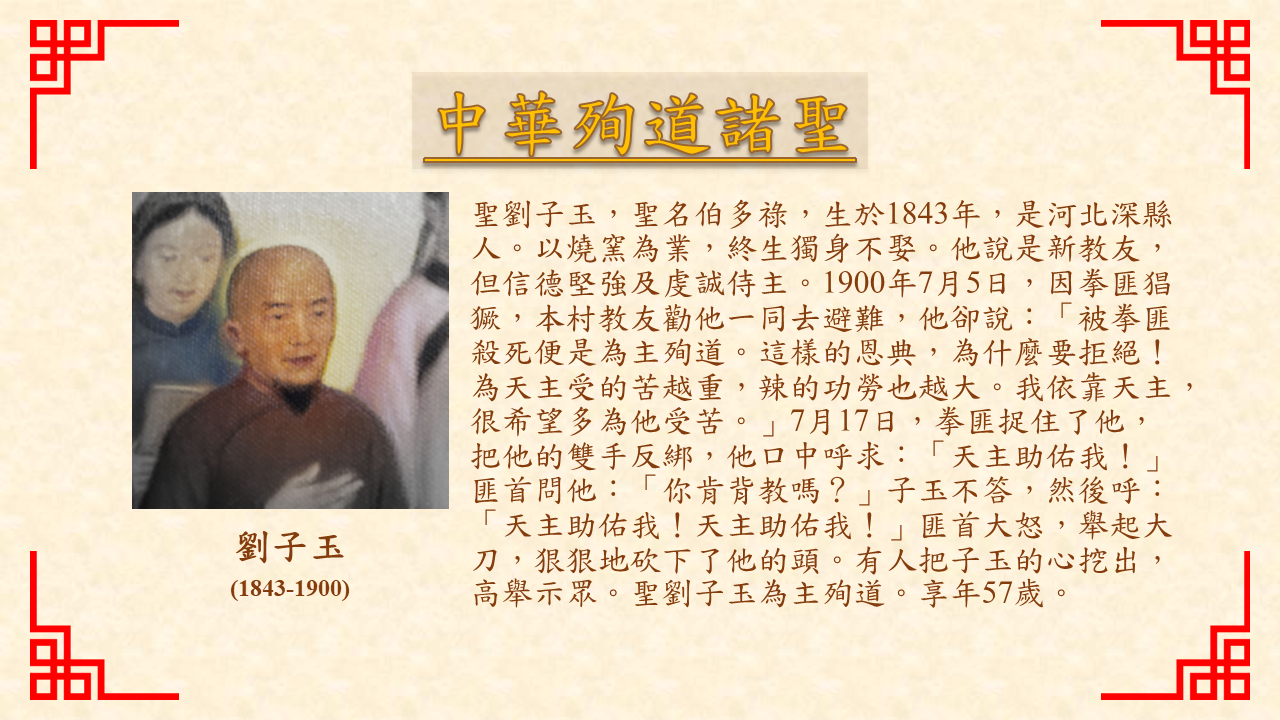 中華殉道諸聖
聖劉子玉，聖名伯多祿，生於1843年，是河北深縣
人。以燒窯為業，終生獨身不娶。他說是新教友，
但信德堅強及虔誠侍主。1900年7月5日，因拳匪猖
獗，本村教友勸他一同去避難，他卻說：「被拳匪
殺死便是為主殉道。這樣的恩典，為什麼要拒絕！
為天主受的苦越重，辣的功勞也越大。我依靠天主，
很希望多為他受苦。」7月17日，拳匪捉住了他，
把他的雙手反綁，他口中呼求：「天主助佑我！」
匪首問他：「你肯背教嗎？」子玉不答，然後呼：
「天主助佑我！天主助佑我！」匪首大怒，舉起大
刀，狠狠地砍下了他的頭。有人把子玉的心挖出，
高舉示眾。聖劉子玉為主殉道。享年57歲。
劉子玉
(1843-1900)